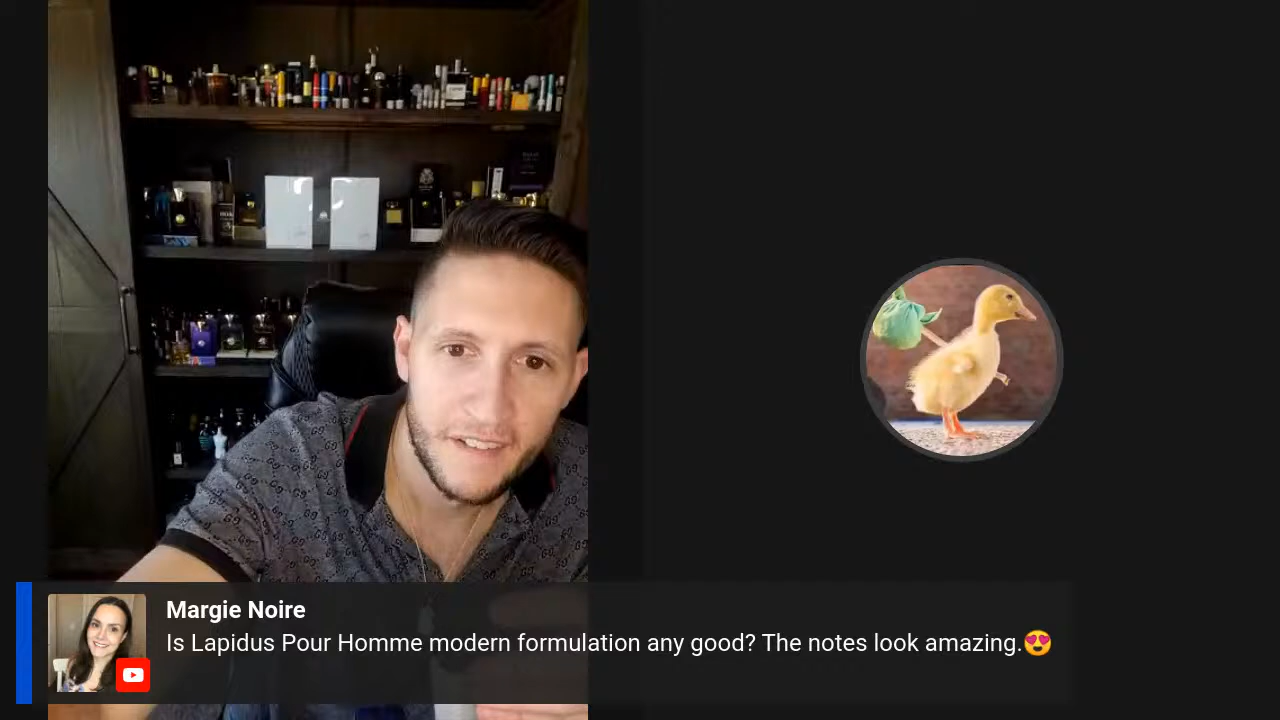 Margie Noire
Is Lapidus Pour Homme modern formulation any good? The notes look amazing.😍